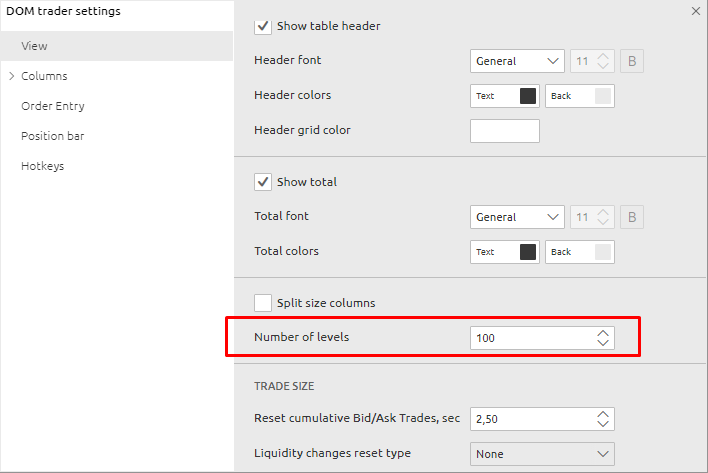 DOM trader settings
View
Columns
Order Entry
Position bar
Hotkeys
Show table header
Header font General 11 B
Header colors Text Back
Header grid color
Show total
Total font General 11 B
Total colors Text Back
Split size columns
Number of levels 100
TRADE SIZE
Reset cumulative Bid/Ask Trades, sec 2,50
Liquidity changes reset type None